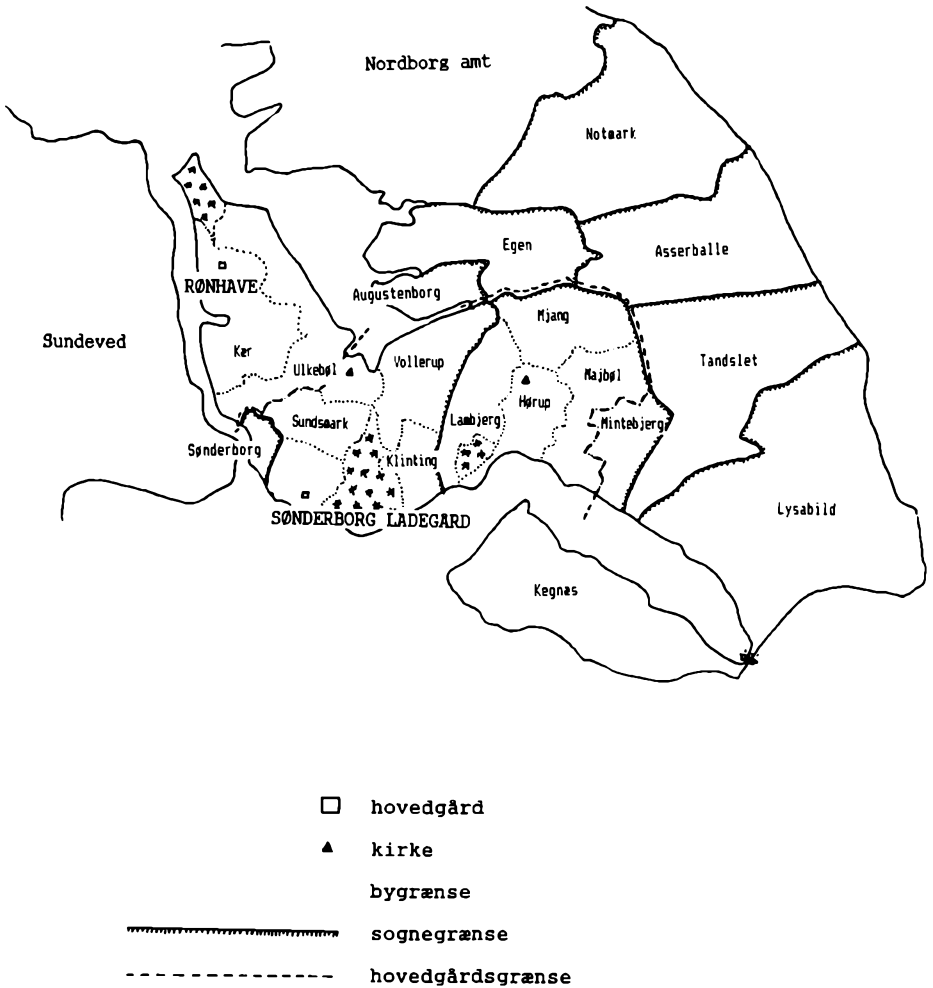 Nordborg amt
Notmark
Egen
Asserballe
RØNHAVE
Augustenborg
Mjang
Sundeved
Kær
Ulkebøl
Vollerup
Majbøl
Tandslet
Hørup
Sundsmark
Lambjerg
Mintebjerg
Sønderborg
Klinting
SØNDERBORG LADEGARD
Lysabild
Kegnæs
hovedgård
kirke
bygrænse
sognegrænse
hovedgårdsgrænse